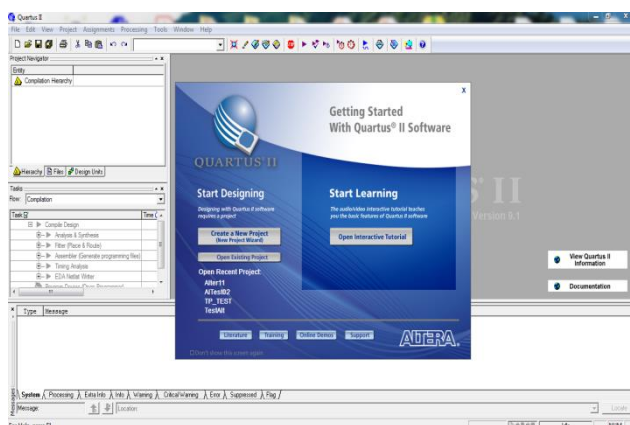 Quartus II
File Edit View Project Assignments Processing Tools Window Help
Project Navigator
Entity
Compilation Hierarchy
Hierarchy Files Design Units
Tasks
Flow: Compilation
Task Time
Compile Design
Analysis & Synthesis
Fitter (Place & Route)
Assembler (Generate programming files)
Timing Analysis
EDA Netlist Writer
x
Getting Started
With Quartus® II Software
QUARTUS® II
Start Designing
Designing with Quartus II software
requires a project
Create a New Project
(New Project Wizard)
Open Existing Project
Open Recent Project:
Alter11
AlTestD2
TP_TEST
TestAlt
Start Learning
The audio/video interactive tutorial teaches
you the basic features of Quartus II software
Open Interactive Tutorial
Literature Training Online Demos Support
ALTERA.
Don't show this screen again
II
Version 9.1
View Quartus II
Information
Documentation
Type Message
System Processing Extra Info Info Warning Critical Warning Error Suppressed Flag
Messages
Message: Location: Locate